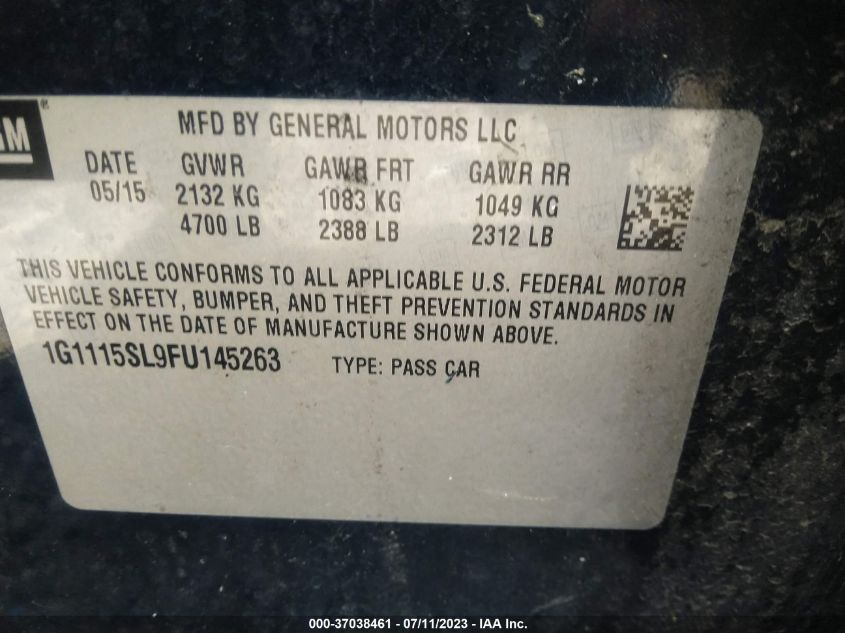 GM ®
MFD BY GENERAL MOTORS LLC
DATE GVWR GAWR FRT GAWR RR
05/15 2132 KG 1083 KG 1049 KG
4700 LB 2388 LB 2312 LB
THIS VEHICLE CONFORMS TO ALL APPLICABLE U.S. FEDERAL MOTOR
VEHICLE SAFETY, BUMPER, AND THEFT PREVENTION STANDARDS IN
EFFECT ON THE DATE OF MANUFACTURE SHOWN ABOVE.
1G1115SL9FU145263 TYPE: PASS CAR
000-37038461 - 07/11/2023 - IAA Inc.